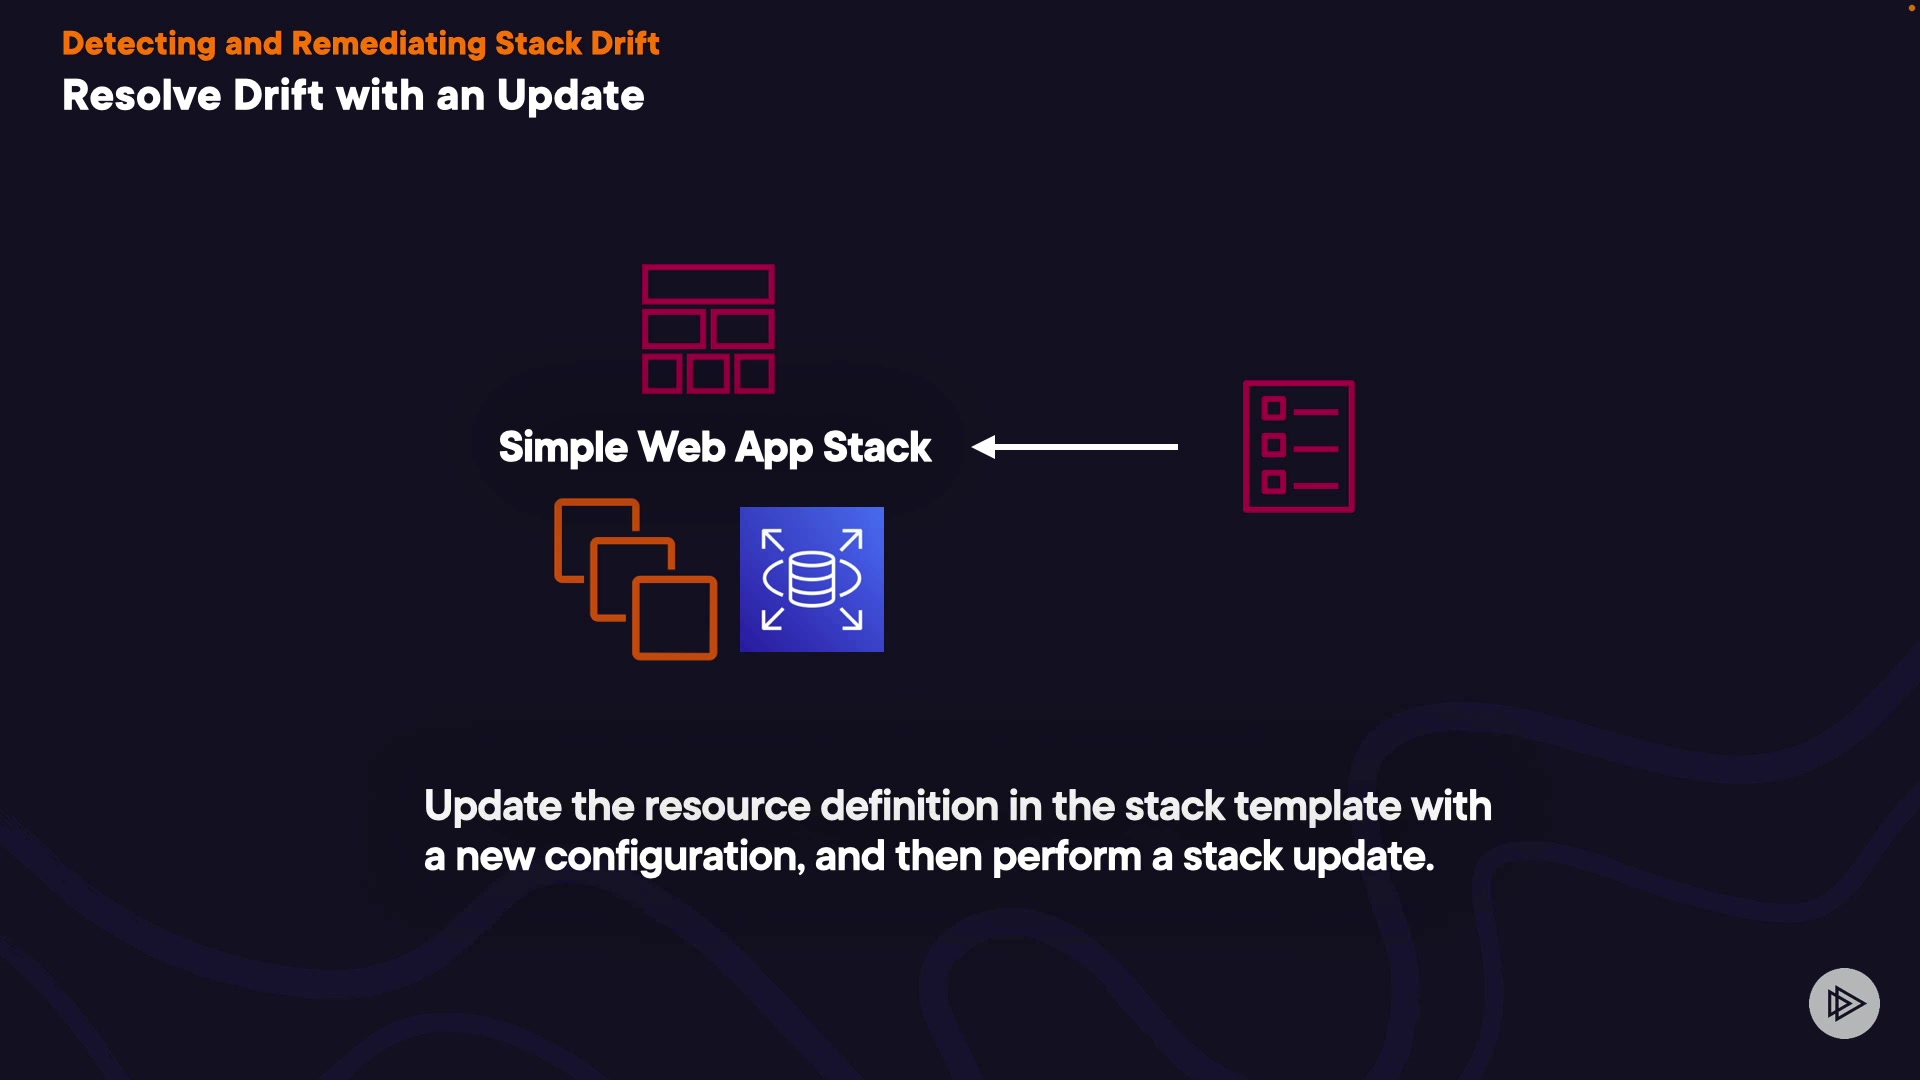 Detecting and Remediating Stack Drift
Resolve Drift with an Update
Simple Web App Stack
Update the resource definition in the stack template with
a new configuration, and then perform a stack update.